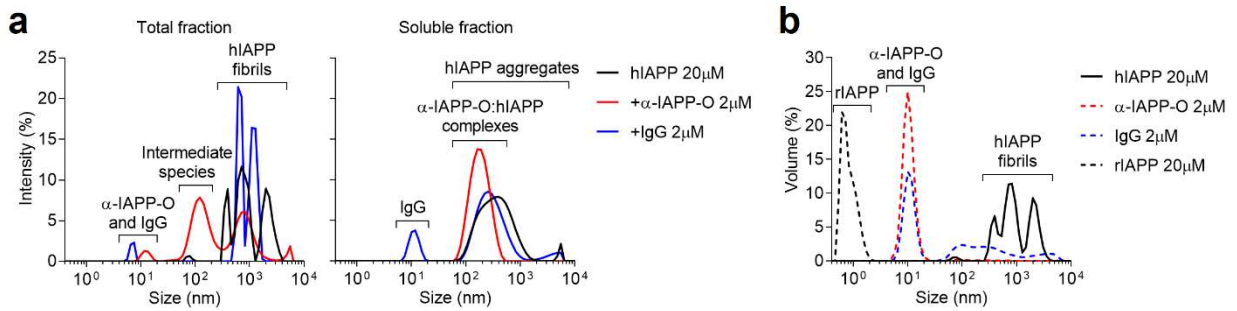 a
Total fraction
Intensity (%)
25
20
15
10
5
0
hIAPP
fibrils
Intermediate
species
α-IAPP-O
and IgG
10⁰ 10¹ 10² 10³ 10⁴
Size (nm)
Soluble fraction
hIAPP aggregates
α-IAPP-O:hIAPP
complexes
IgG
10⁰ 10¹ 10² 10³ 10⁴
Size (nm)
hIAPP 20μM
+α-IAPP-O 2μM
+IgG 2μM
b
Volume (%)
30
25
20
15
10
5
0
α-IAPP-O
and IgG
rIAPP
hIAPP
fibrils
10⁰ 10¹ 10² 10³ 10⁴
Size (nm)
hIAPP 20μM
α-IAPP-O 2μM
IgG 2μM
rIAPP 20μM